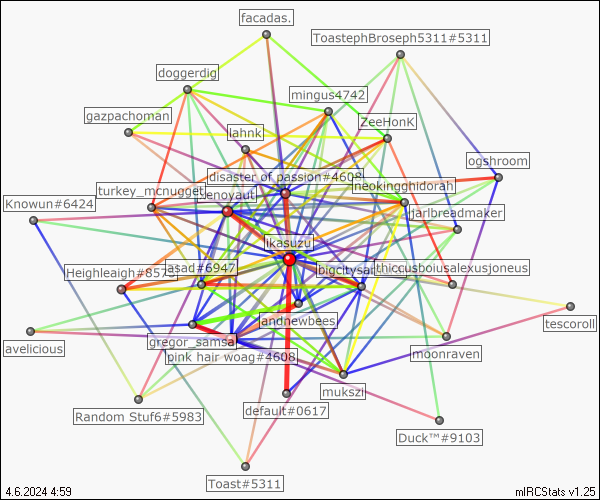 facadas.
ToastephBroseph5311#5311
doggerdig
mingus4742
gazpachoman
ZeeHonK
lahnk
ogshroom
disaster of passion#4608
turkey_mcnugget
neokingghidorah
Knowun#6424
enoyaut
jarlbreadmaker
ikasuzu
Heighleaigh#8575
asad#6947
bigcitysar
thiccusboiusalexusjoneus
tescoroll
andnewbees
avelicious
gregor_samsa
pink hair woag#4608
moonraven
mukszi
Random Stuf6#5983
default#0617
Duck™#9103
Toast#5311
4.6.2024 4:59
mIRCStats v1.25